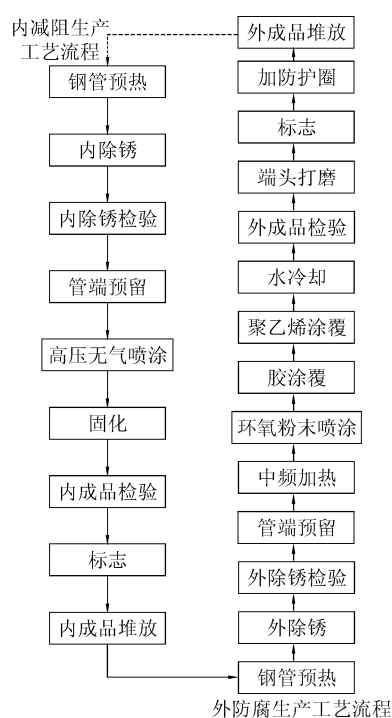 内减阻生产
工艺流程
钢管预热
内除锈
内除锈检验
管端预留
高压无气喷涂
固化
内成品检验
标志
内成品堆放
外成品堆放
加防护圈
标志
端头打磨
外成品检验
水冷却
聚乙烯涂覆
胶涂覆
环氧粉末喷涂
中频加热
管端预留
外除锈检验
外除锈
钢管预热
外防腐生产工艺流程